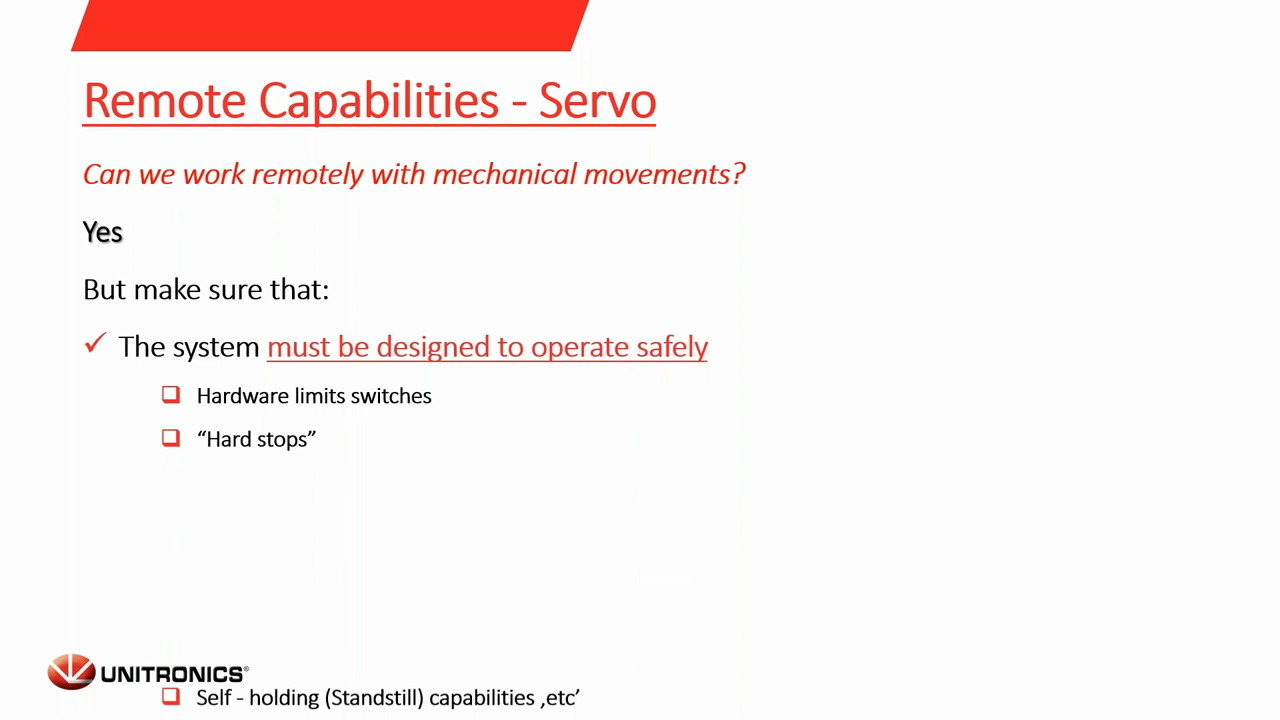 Remote Capabilities - Servo
Can we work remotely with mechanical movements?
Yes
But make sure that:
The system must be designed to operate safely
Hardware limits switches
“Hard stops”
UNITRONICS®
Self - holding (Standstill) capabilities ,etc’